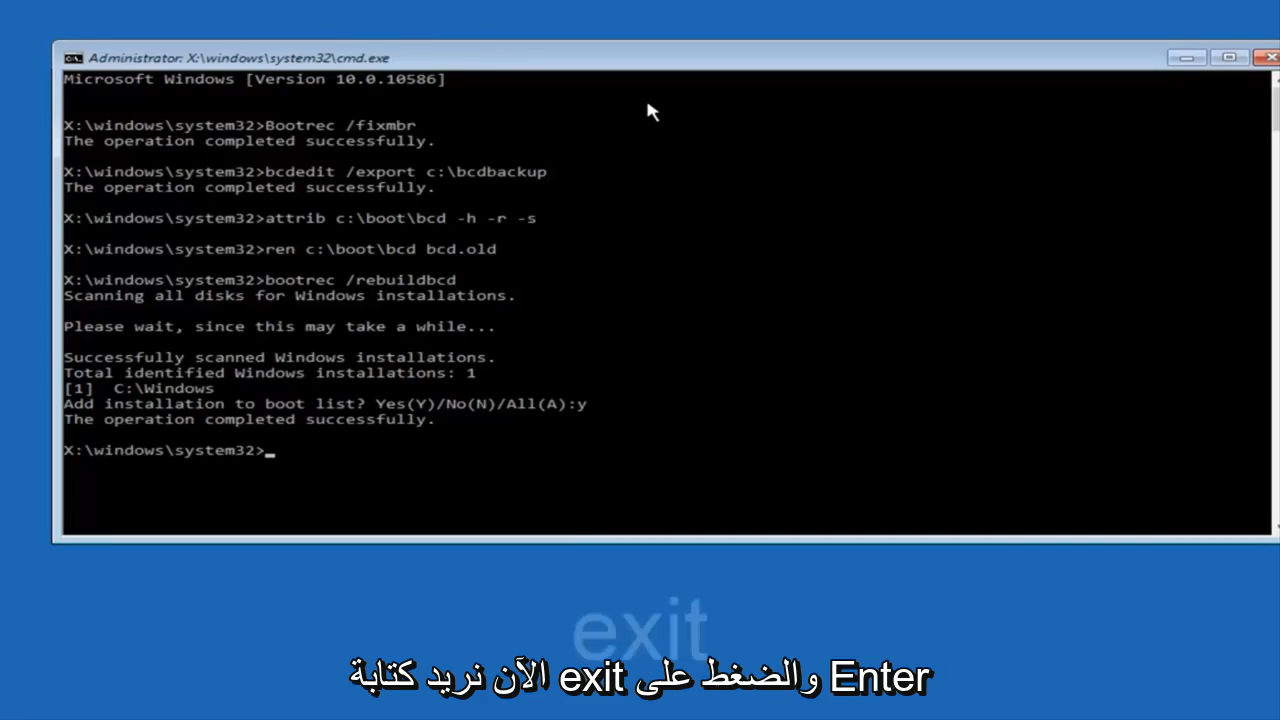 Administrator: X:\windows\system32\cmd.exe
Microsoft Windows [Version 10.0.10586]
X:\windows\system32>Bootrec /fixmbr
The operation completed successfully.
X:\windows\system32>bcdedit /export c:\bcdbackup
The operation completed successfully.
X:\windows\system32>attrib c:\boot\bcd -h -r -s
X:\windows\system32>ren c:\boot\bcd bcd.old
X:\windows\system32>bootrec /rebuildbcd
Scanning all disks for Windows installations.
Please wait, since this may take a while...
Successfully scanned Windows installations.
Total identified Windows installations: 1
[1]  C:\Windows
Add installation to boot list? Yes(Y)/No(N)/All(A):y
The operation completed successfully.
X:\windows\system32>_
exit
الآن نريد كتابة exit والضغط على Enter